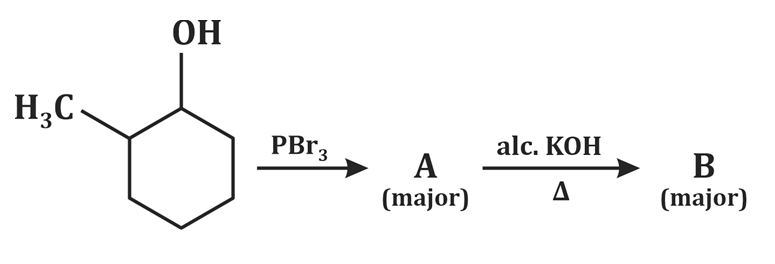 OH
H₃C
PBr₃
A
(major)
alc. KOH
Δ
B
(major)